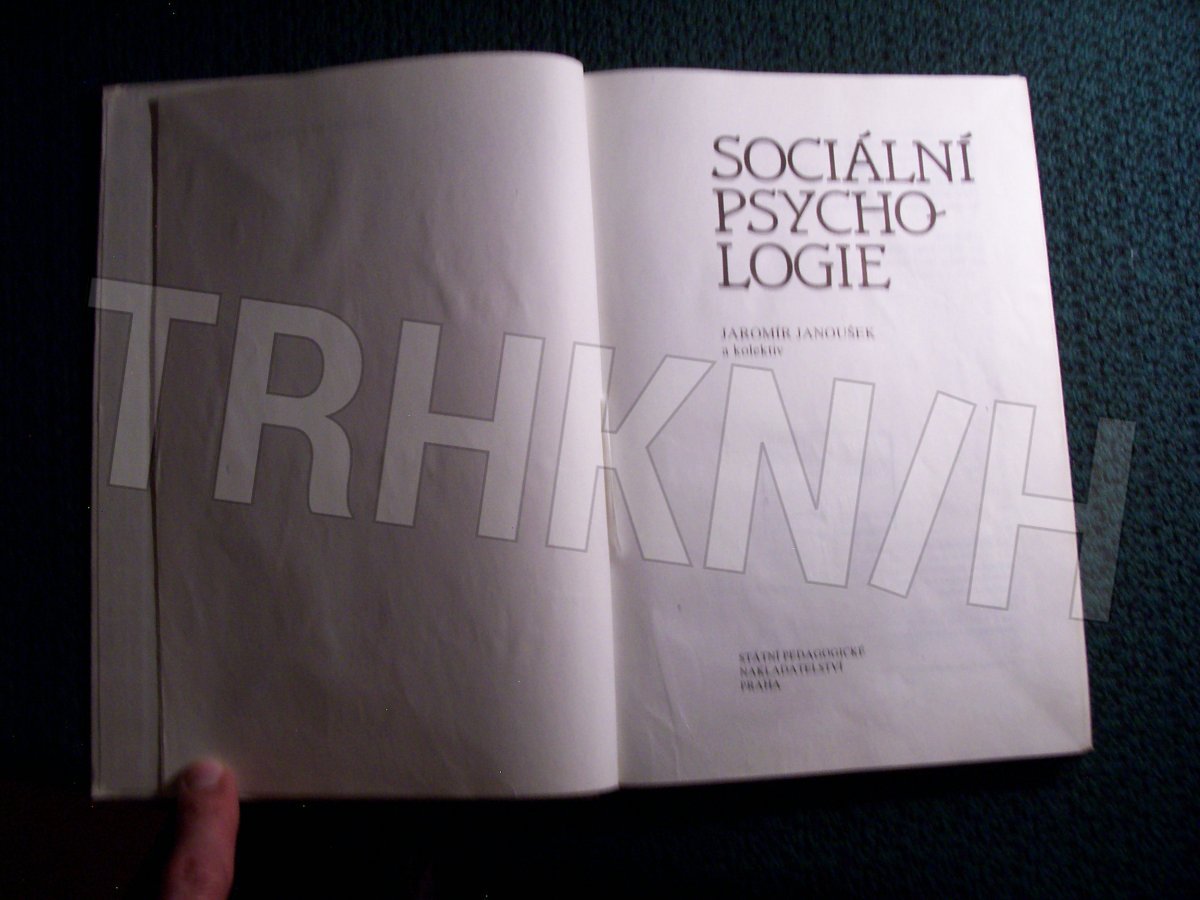 SOCIÁLNÍ
PSYCHO-
LOGIE
JAROMÍR JANOUŠEK
a kolektiv
TRHKNIH
STÁTNÍ PEDAGOGICKÉ
NAKLADATELSTVÍ
PRAHA